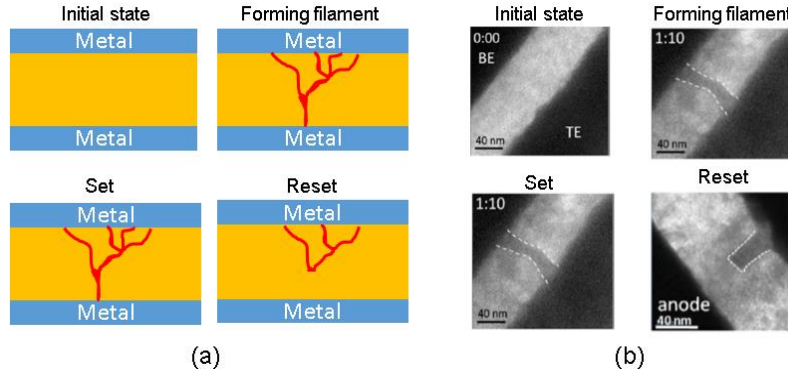 Initial state
Forming filament
Metal
Metal
Metal
Metal
Set
Reset
Metal
Metal
Metal
Metal
(a)
Initial state
Forming filament
0:00
BE
TE
40 nm
1:10
40 nm
Set
Reset
1:10
40 nm
anode
40 nm
(b)